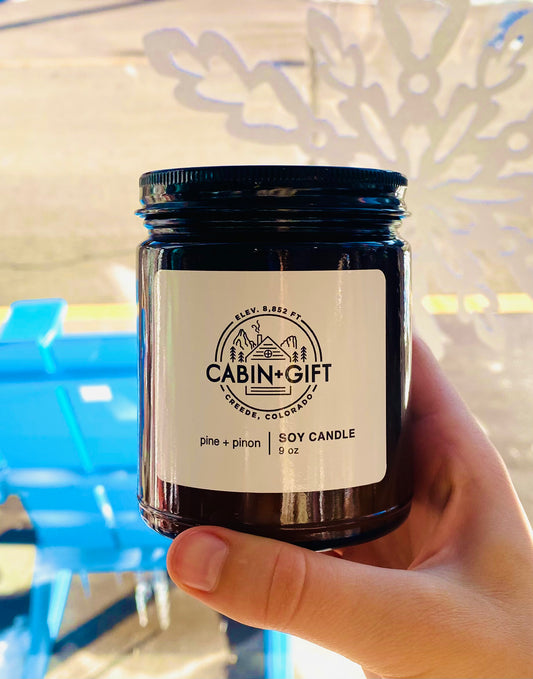 ELEV. 8,852 FT
CABIN+GIFT
CREEDE, COLORADO
pine + pinon | SOY CANDLE
9 oz